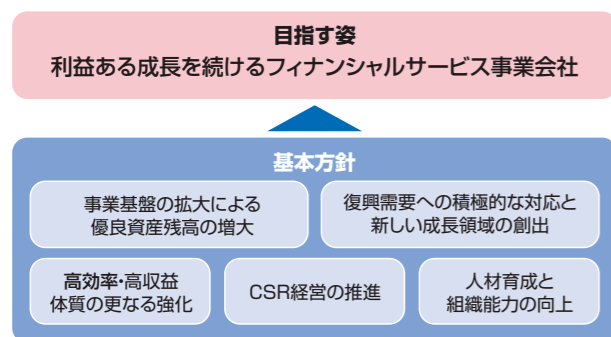 目指す姿
利益ある成長を続けるフィナンシャルサービス事業会社
基本方針
事業基盤の拡大による
優良資産残高の増大
復興需要への積極的な対応と
新しい成長領域の創出
高効率・高収益
体質の更なる強化
CSR経営の推進
人材育成と
組織能力の向上